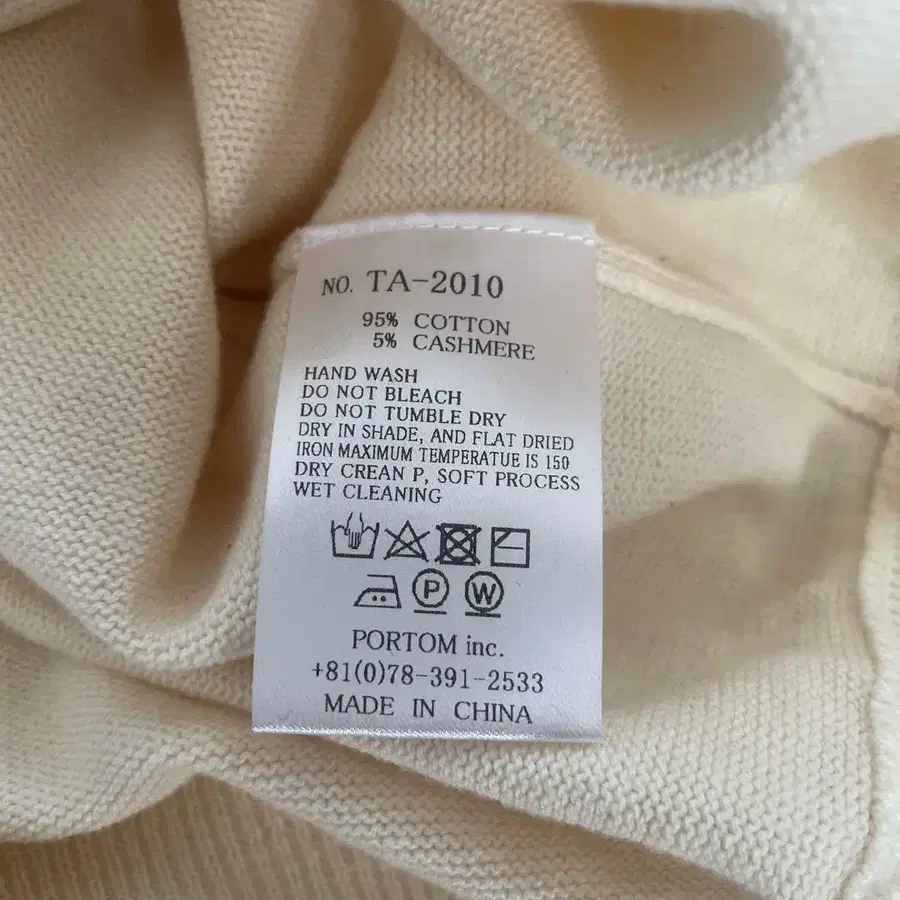 NO. TA-2010
95% COTTON
5% CASHMERE
HAND WASH
DO NOT BLEACH
DO NOT TUMBLE DRY
DRY IN SHADE, AND FLAT DRIED
IRON MAXIMUM TEMPERATUE IS 150
DRY CREAN P, SOFT PROCESS
WET CLEANING
P W
PORTOM inc.
+81(0)78-391-2533
MADE IN CHINA